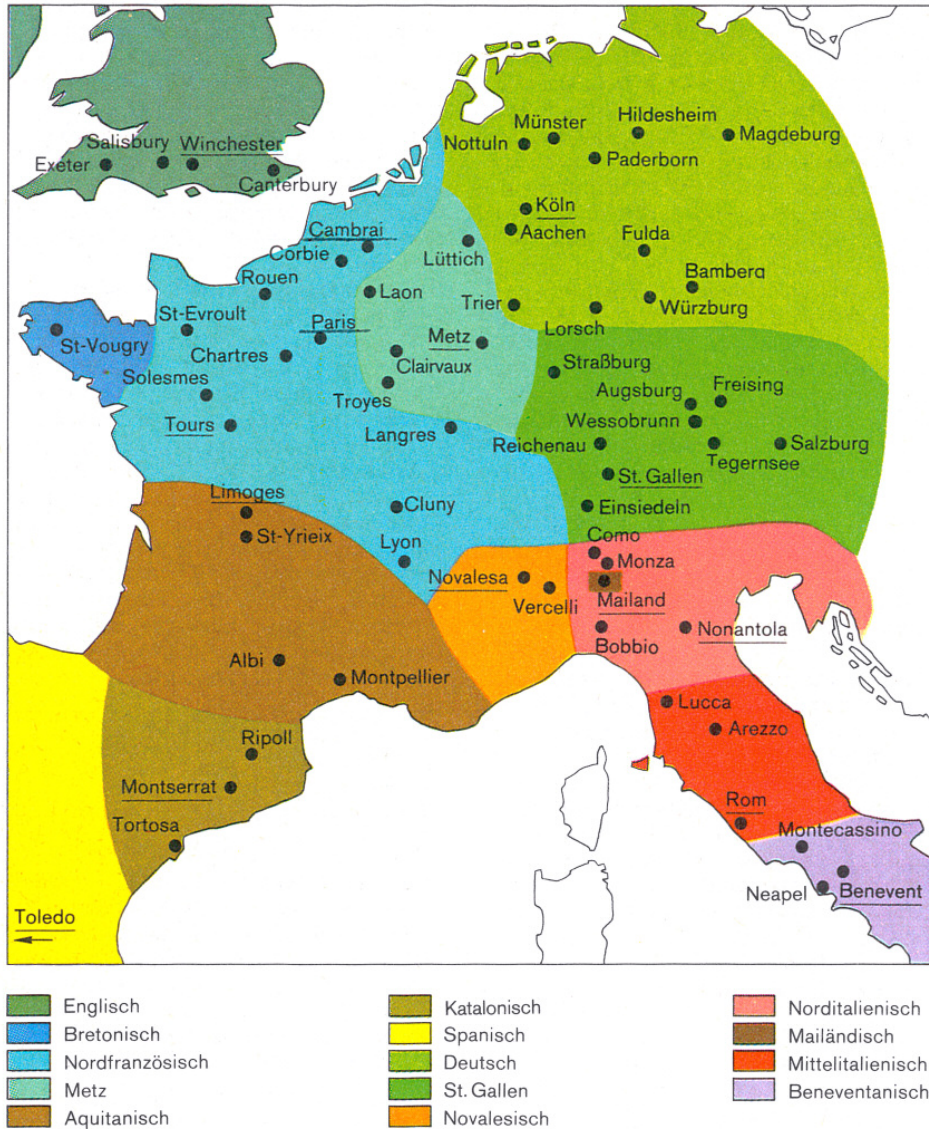 Hildesheim
Münster
Magdeburg
Nottuln
Paderborn
Salisbury
Winchester
Exeter
Canterbury
Köln
Aachen
Cambrai
Corbie
Lüttich
Fulda
Rouen
Laon
Bamberg
Trier
Würzburg
Lorsch
St-Evroult
Paris
St-Vougry
Chartres
Metz
Clairvaux
Straßburg
Solesmes
Troyes
Augsburg
Freising
Tours
Langres
Wessobrunn
Reichenau
Tegernsee
Salzburg
St. Gallen
Limoges
Cluny
Einsiedeln
St-Yrieix
Como
Lyon
Monza
Novalesa
Vercelli
Mailand
Bobbio
Nonantola
Albi
Montpellier
Lucca
Arezzo
Ripoll
Montserrat
Rom
Tortosa
Montecassino
Neapel
Benevent
Toledo
Englisch
Bretonisch
Nordfranzösisch
Metz
Aquitanisch
Katalonisch
Spanisch
Deutsch
St. Gallen
Novalesisch
Norditalienisch
Mailändisch
Mittelitalienisch
Beneventanisch